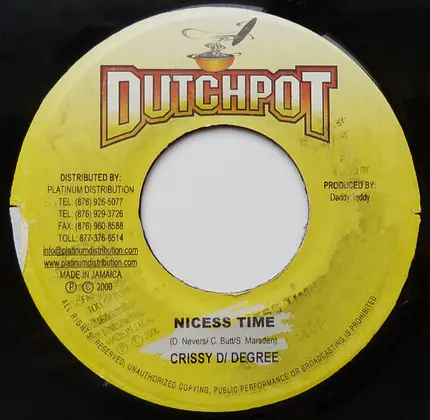 DUTCHPOT
DISTRIBUTED BY:
PLATINUM DISTRIBUTION
TEL: (876) 926-5077
TEL: (876) 929-3726
FAX: (876) 960-8588
TOLL: 877-376-6514
info@platinumdistribution.com
www.platinumdistribution.com
MADE IN JAMAICA
Ⓟ Ⓒ 2000
PRODUCED BY:
Daddy Teddy
NICESS TIME
(D. Nevers/ C. Butt/S. Marsden)
CRISSY D/ DEGREE
ALL RIGHTS RESERVED, UNAUTHORIZED COPYING, PUBLIC PERFORMANCE OR BROADCASTING IS PROHIBITED.